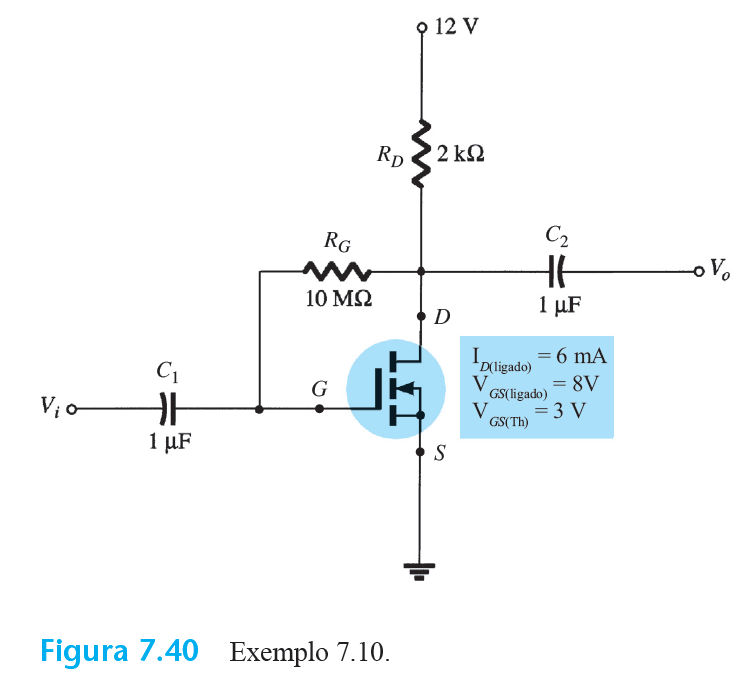 12 V
R_D 2 kΩ
R_G
10 MΩ
C_2
1 μF
V_o
D
I_D(ligado) = 6 mA
V_GS(ligado) = 8V
V_GS(Th) = 3 V
C_1
1 μF
V_i
G
S
Figura 7.40 Exemplo 7.10.